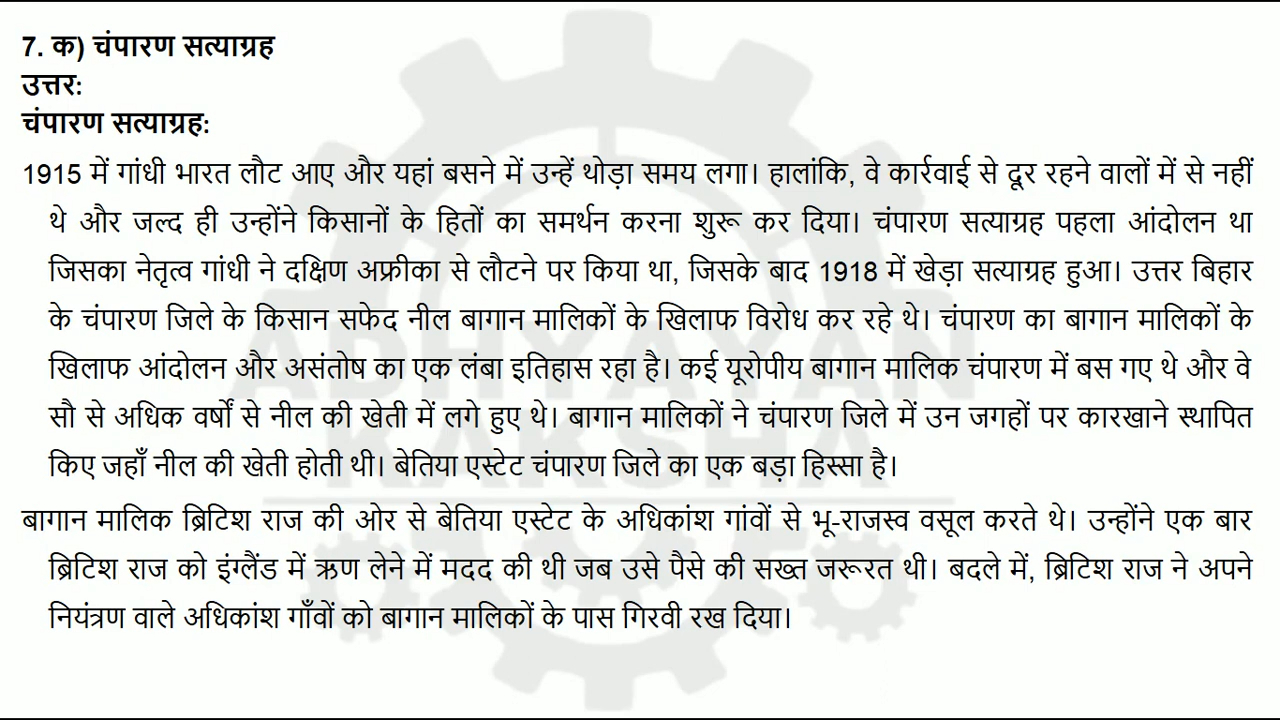 7. क) चंपारण सत्याग्रह
उत्तर:
चंपारण सत्याग्रह:
1915 में गांधी भारत लौट आए और यहां बसने में उन्हें थोड़ा समय लगा। हालांकि, वे कार्रवाई से दूर रहने वालों में से नहीं
थे और जल्द ही उन्होंने किसानों के हितों का समर्थन करना शुरू कर दिया। चंपारण सत्याग्रह पहला आंदोलन था
जिसका नेतृत्व गांधी ने दक्षिण अफ्रीका से लौटने पर किया था, जिसके बाद 1918 में खेड़ा सत्याग्रह हुआ। उत्तर बिहार
के चंपारण जिले के किसान सफेद नील बागान मालिकों के खिलाफ विरोध कर रहे थे। चंपारण का बागान मालिकों के
खिलाफ आंदोलन और असंतोष का एक लंबा इतिहास रहा है। कई यूरोपीय बागान मालिक चंपारण में बस गए थे और वे
सौ से अधिक वर्षों से नील की खेती में लगे हुए थे। बागान मालिकों ने चंपारण जिले में उन जगहों पर कारखाने स्थापित
किए जहाँ नील की खेती होती थी। बेतिया एस्टेट चंपारण जिले का एक बड़ा हिस्सा है।
बागान मालिक ब्रिटिश राज की ओर से बेतिया एस्टेट के अधिकांश गांवों से भू-राजस्व वसूल करते थे। उन्होंने एक बार
ब्रिटिश राज को इंग्लैंड में ऋण लेने में मदद की थी जब उसे पैसे की सख्त जरूरत थी। बदले में, ब्रिटिश राज ने अपने
नियंत्रण वाले अधिकांश गाँवों को बागान मालिकों के पास गिरवी रख दिया।
ADHYAYAN
KAKSHA